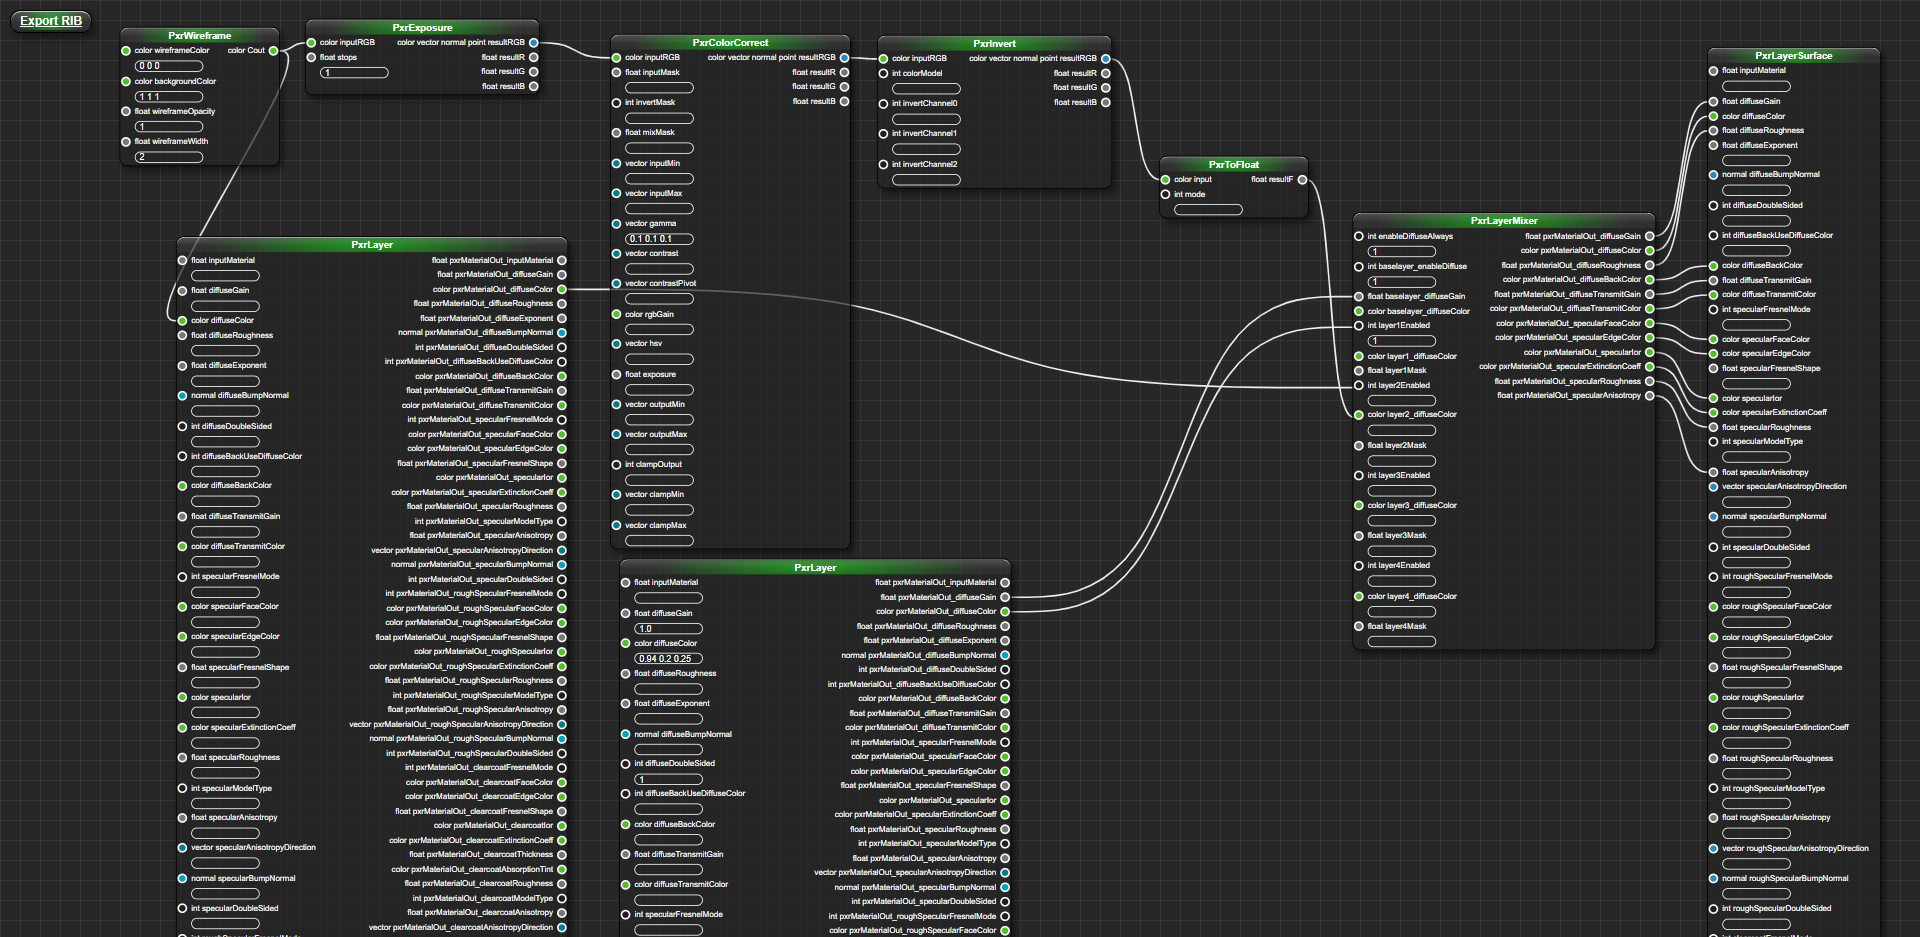 Export RIB
PxrWireframe
color wireframeColor
color Cout
0 0 0
color backgroundColor
1 1 1
float wireframeOpacity
1
float wireframeWidth
2
PxrExposure
color inputRGB
color vector normal point resultRGB
float stops
float resultR
1
float resultG
float resultB
PxrColorCorrect
color inputRGB
color vector normal point resultRGB
float inputMask
float resultR
float resultG
int invertMask
float resultB
float mixMask
vector inputMin
vector inputMax
vector gamma
0.1 0.1 0.1
vector contrast
vector contrastPivot
color rgbGain
vector hsv
float exposure
vector outputMin
vector outputMax
int clampOutput
vector clampMin
vector clampMax
PxrInvert
color inputRGB
color vector normal point resultRGB
int colorModel
float resultR
float resultG
int invertChannel0
float resultB
int invertChannel1
int invertChannel2
PxrToFloat
color input
float resultF
int mode
PxrLayer
float inputMaterial
float diffuseGain
color diffuseColor
float diffuseRoughness
float diffuseExponent
normal diffuseBumpNormal
int diffuseDoubleSided
int diffuseBackUseDiffuseColor
color diffuseBackColor
float diffuseTransmitGain
color diffuseTransmitColor
int specularFresnelMode
color specularFaceColor
color specularEdgeColor
float specularFresnelShape
color specularIor
color specularExtinctionCoeff
float specularRoughness
int specularModelType
float specularAnisotropy
vector specularAnisotropyDirection
normal specularBumpNormal
int specularDoubleSided
float pxrMaterialOut_inputMaterial
float pxrMaterialOut_diffuseGain
color pxrMaterialOut_diffuseColor
float pxrMaterialOut_diffuseRoughness
float pxrMaterialOut_diffuseExponent
normal pxrMaterialOut_diffuseBumpNormal
int pxrMaterialOut_diffuseDoubleSided
int pxrMaterialOut_diffuseBackUseDiffuseColor
color pxrMaterialOut_diffuseBackColor
float pxrMaterialOut_diffuseTransmitGain
color pxrMaterialOut_diffuseTransmitColor
int pxrMaterialOut_specularFresnelMode
color pxrMaterialOut_specularFaceColor
color pxrMaterialOut_specularEdgeColor
float pxrMaterialOut_specularFresnelShape
color pxrMaterialOut_specularIor
color pxrMaterialOut_specularExtinctionCoeff
float pxrMaterialOut_specularRoughness
int pxrMaterialOut_specularModelType
float pxrMaterialOut_specularAnisotropy
vector pxrMaterialOut_specularAnisotropyDirection
normal pxrMaterialOut_specularBumpNormal
int pxrMaterialOut_specularDoubleSided
int pxrMaterialOut_roughSpecularFresnelMode
color pxrMaterialOut_roughSpecularFaceColor
color pxrMaterialOut_roughSpecularEdgeColor
float pxrMaterialOut_roughSpecularFresnelShape
color pxrMaterialOut_roughSpecularIor
color pxrMaterialOut_roughSpecularExtinctionCoeff
float pxrMaterialOut_roughSpecularRoughness
int pxrMaterialOut_roughSpecularModelType
float pxrMaterialOut_roughSpecularAnisotropy
vector pxrMaterialOut_roughSpecularAnisotropyDirection
normal pxrMaterialOut_roughSpecularBumpNormal
int pxrMaterialOut_roughSpecularDoubleSided
int pxrMaterialOut_clearcoatFresnelMode
color pxrMaterialOut_clearcoatFaceColor
color pxrMaterialOut_clearcoatEdgeColor
float pxrMaterialOut_clearcoatFresnelShape
color pxrMaterialOut_clearcoatIor
color pxrMaterialOut_clearcoatExtinctionCoeff
float pxrMaterialOut_clearcoatThickness
color pxrMaterialOut_clearcoatAbsorptionTint
float pxrMaterialOut_clearcoatRoughness
int pxrMaterialOut_clearcoatModelType
float pxrMaterialOut_clearcoatAnisotropy
vector pxrMaterialOut_clearcoatAnisotropyDirection
PxrLayer
float inputMaterial
float diffuseGain
1.0
color diffuseColor
0.94 0.2 0.25
float diffuseRoughness
float diffuseExponent
normal diffuseBumpNormal
int diffuseDoubleSided
1
int diffuseBackUseDiffuseColor
color diffuseBackColor
float diffuseTransmitGain
color diffuseTransmitColor
int specularFresnelMode
float pxrMaterialOut_inputMaterial
float pxrMaterialOut_diffuseGain
color pxrMaterialOut_diffuseColor
float pxrMaterialOut_diffuseRoughness
float pxrMaterialOut_diffuseExponent
normal pxrMaterialOut_diffuseBumpNormal
int pxrMaterialOut_diffuseDoubleSided
int pxrMaterialOut_diffuseBackUseDiffuseColor
color pxrMaterialOut_diffuseBackColor
float pxrMaterialOut_diffuseTransmitGain
color pxrMaterialOut_diffuseTransmitColor
int pxrMaterialOut_specularFresnelMode
color pxrMaterialOut_specularFaceColor
color pxrMaterialOut_specularEdgeColor
float pxrMaterialOut_specularFresnelShape
color pxrMaterialOut_specularIor
color pxrMaterialOut_specularExtinctionCoeff
float pxrMaterialOut_specularRoughness
int pxrMaterialOut_specularModelType
float pxrMaterialOut_specularAnisotropy
vector pxrMaterialOut_specularAnisotropyDirection
normal pxrMaterialOut_specularBumpNormal
int pxrMaterialOut_specularDoubleSided
int pxrMaterialOut_roughSpecularFresnelMode
color pxrMaterialOut_roughSpecularFaceColor
PxrLayerMixer
int enableDiffuseAlways
1
int baselayer_enableDiffuse
1
float baselayer_diffuseGain
color baselayer_diffuseColor
int layer1Enabled
1
color layer1_diffuseColor
float layer1Mask
int layer2Enabled
color layer2_diffuseColor
float layer2Mask
int layer3Enabled
color layer3_diffuseColor
float layer3Mask
int layer4Enabled
color layer4_diffuseColor
float layer4Mask
float pxrMaterialOut_diffuseGain
color pxrMaterialOut_diffuseColor
float pxrMaterialOut_diffuseRoughness
color pxrMaterialOut_diffuseBackColor
float pxrMaterialOut_diffuseTransmitGain
color pxrMaterialOut_diffuseTransmitColor
color pxrMaterialOut_specularFaceColor
color pxrMaterialOut_specularEdgeColor
color pxrMaterialOut_specularIor
color pxrMaterialOut_specularExtinctionCoeff
float pxrMaterialOut_specularRoughness
float pxrMaterialOut_specularAnisotropy
PxrLayerSurface
float inputMaterial
float diffuseGain
color diffuseColor
float diffuseRoughness
float diffuseExponent
normal diffuseBumpNormal
int diffuseDoubleSided
int diffuseBackUseDiffuseColor
color diffuseBackColor
float diffuseTransmitGain
color diffuseTransmitColor
int specularFresnelMode
color specularFaceColor
color specularEdgeColor
float specularFresnelShape
color specularIor
color specularExtinctionCoeff
float specularRoughness
int specularModelType
float specularAnisotropy
vector specularAnisotropyDirection
normal specularBumpNormal
int specularDoubleSided
int roughSpecularFresnelMode
color roughSpecularFaceColor
color roughSpecularEdgeColor
float roughSpecularFresnelShape
color roughSpecularIor
color roughSpecularExtinctionCoeff
float roughSpecularRoughness
int roughSpecularModelType
float roughSpecularAnisotropy
vector roughSpecularAnisotropyDirection
normal roughSpecularBumpNormal
int roughSpecularDoubleSided